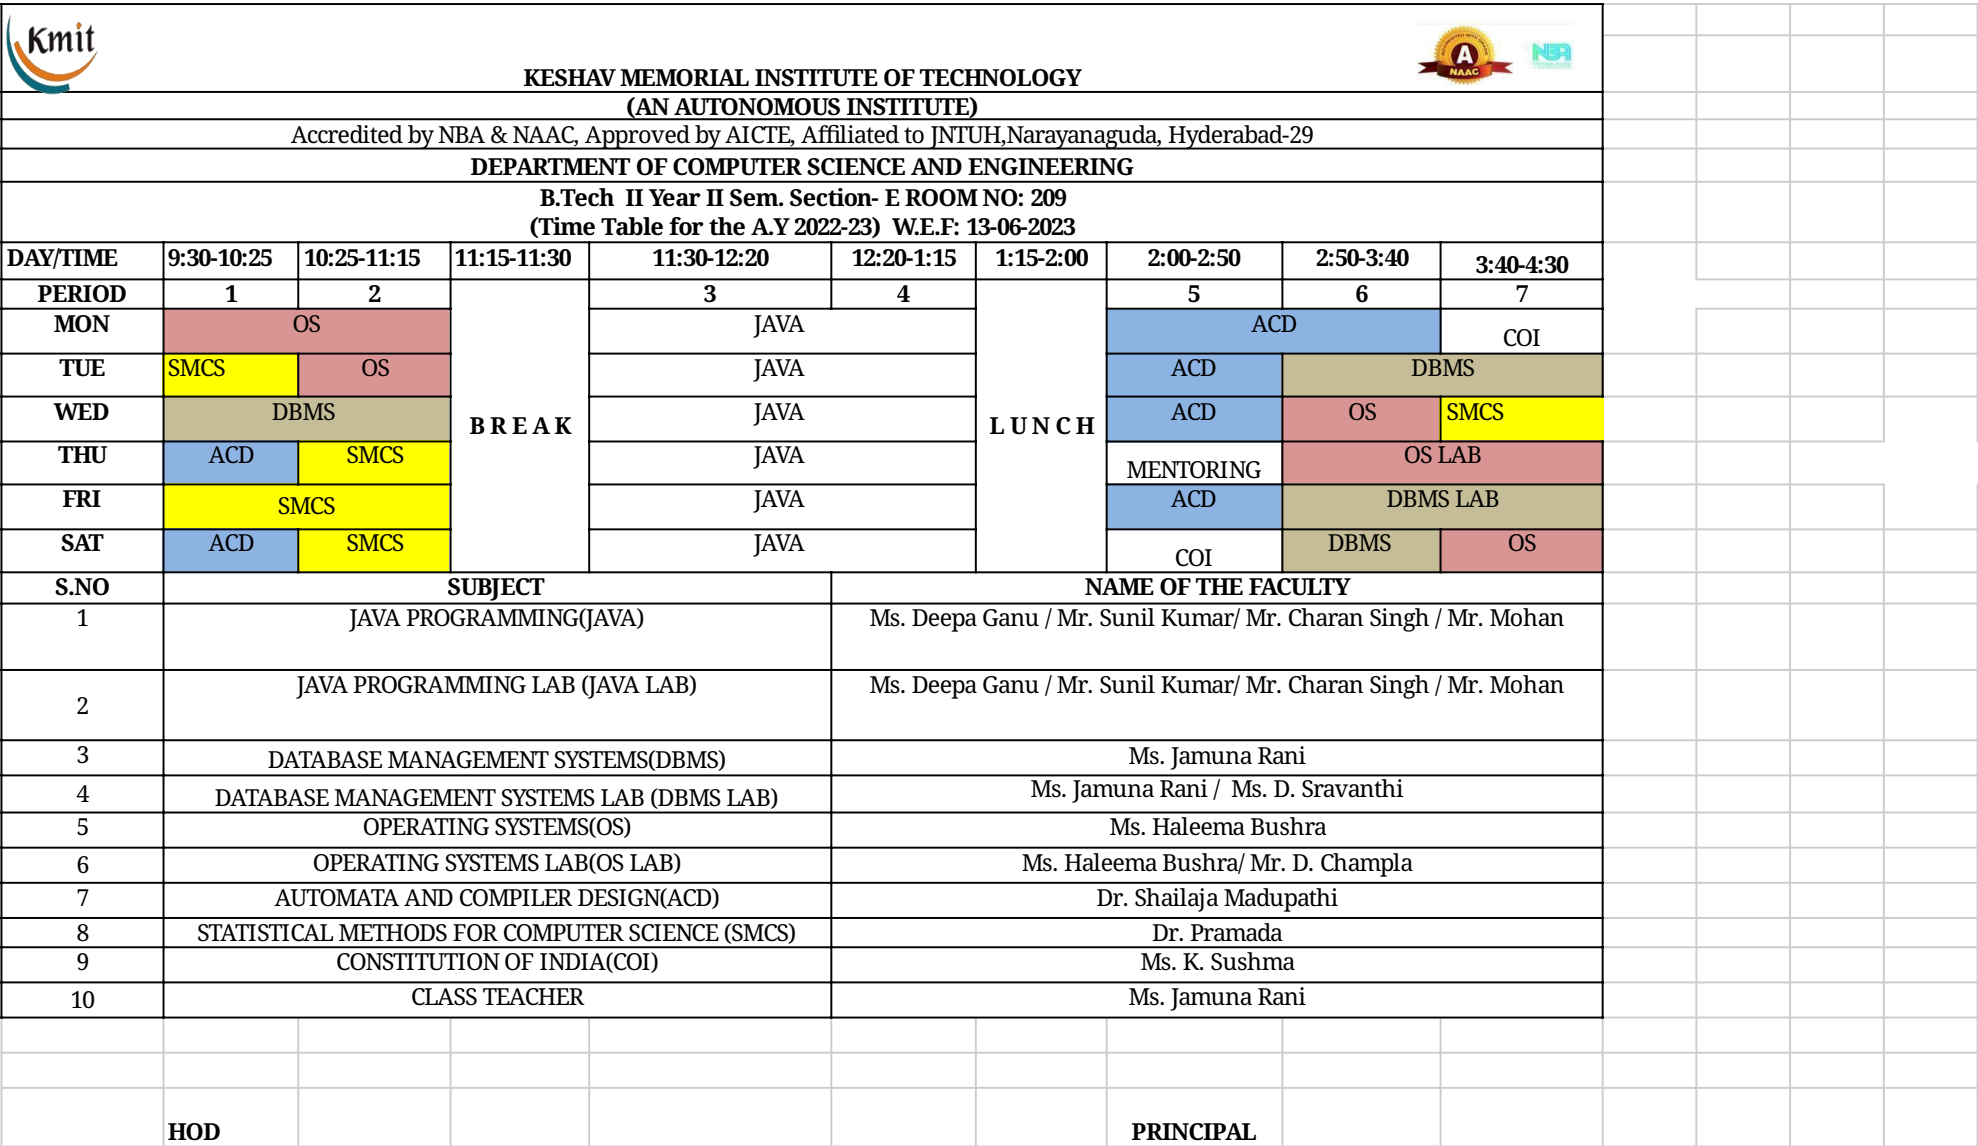 Kmit
ACCREDITED WITH GRADE
A
NAAC
NBA
KESHAV MEMORIAL INSTITUTE OF TECHNOLOGY
(AN AUTONOMOUS INSTITUTE)
Accredited by NBA & NAAC, Approved by AICTE, Affiliated to JNTUH,Narayanaguda, Hyderabad-29
DEPARTMENT OF COMPUTER SCIENCE AND ENGINEERING
B.Tech II Year II Sem. Section- E ROOM NO: 209
(Time Table for the A.Y 2022-23) W.E.F: 13-06-2023
DAY/TIME 9:30-10:25 10:25-11:15 11:15-11:30 11:30-12:20 12:20-1:15 1:15-2:00 2:00-2:50 2:50-3:40 3:40-4:30
PERIOD 1 2 3 4 5 6 7
MON OS JAVA ACD COI
TUE SMCS OS JAVA ACD DBMS
WED DBMS B R E A K JAVA L U N C H ACD OS SMCS
THU ACD SMCS JAVA MENTORING OS LAB
FRI SMCS JAVA ACD DBMS LAB
SAT ACD SMCS JAVA COI DBMS OS
S.NO SUBJECT NAME OF THE FACULTY
1 JAVA PROGRAMMING(JAVA) Ms. Deepa Ganu / Mr. Sunil Kumar/ Mr. Charan Singh / Mr. Mohan
2 JAVA PROGRAMMING LAB (JAVA LAB) Ms. Deepa Ganu / Mr. Sunil Kumar/ Mr. Charan Singh / Mr. Mohan
3 DATABASE MANAGEMENT SYSTEMS(DBMS) Ms. Jamuna Rani
4 DATABASE MANAGEMENT SYSTEMS LAB (DBMS LAB) Ms. Jamuna Rani / Ms. D. Sravanthi
5 OPERATING SYSTEMS(OS) Ms. Haleema Bushra
6 OPERATING SYSTEMS LAB(OS LAB) Ms. Haleema Bushra/ Mr. D. Champla
7 AUTOMATA AND COMPILER DESIGN(ACD) Dr. Shailaja Madupathi
8 STATISTICAL METHODS FOR COMPUTER SCIENCE (SMCS) Dr. Pramada
9 CONSTITUTION OF INDIA(COI) Ms. K. Sushma
10 CLASS TEACHER Ms. Jamuna Rani
HOD PRINCIPAL